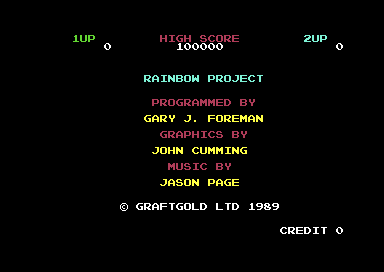 1UP HIGH SCORE 2UP
0 100000 0
RAINBOW PROJECT
PROGRAMMED BY
GARY J. FOREMAN
GRAPHICS BY
JOHN CUMMING
MUSIC BY
JASON PAGE
© GRAFTGOLD LTD 1989
CREDIT 0